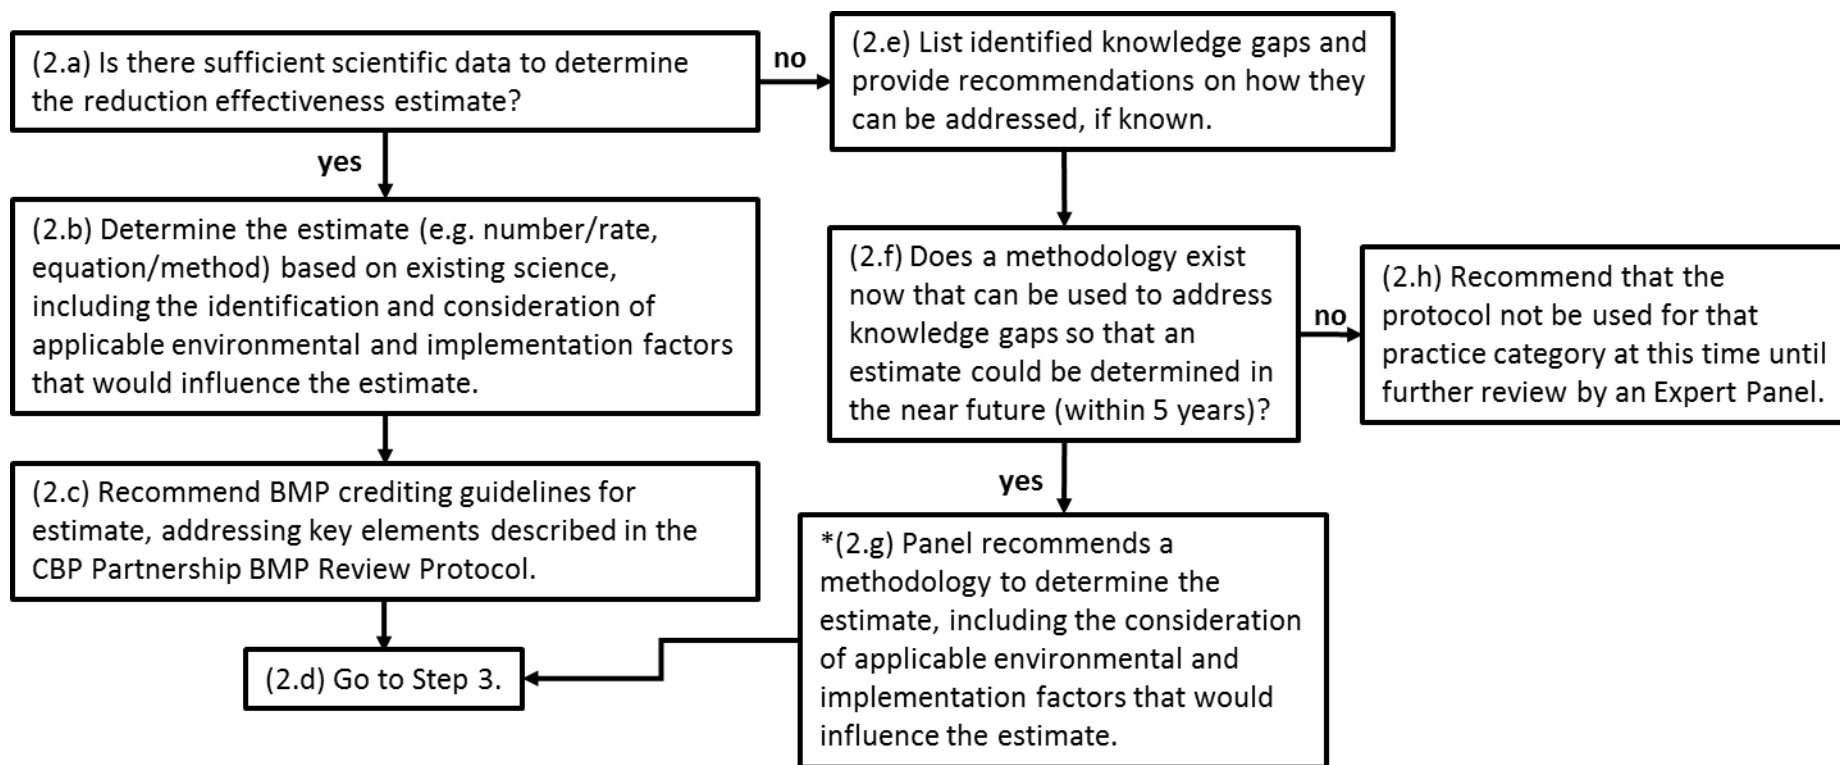 (2.a) Is there sufficient scientific data to determine
the reduction effectiveness estimate?
no
(2.e) List identified knowledge gaps and
provide recommendations on how they
can be addressed, if known.
yes
(2.b) Determine the estimate (e.g. number/rate,
equation/method) based on existing science,
including the identification and consideration of
applicable environmental and implementation factors
that would influence the estimate.
(2.f) Does a methodology exist
now that can be used to address
knowledge gaps so that an
estimate could be determined in
the near future (within 5 years)?
no
(2.h) Recommend that the
protocol not be used for that
practice category at this time until
further review by an Expert Panel.
(2.c) Recommend BMP crediting guidelines for
estimate, addressing key elements described in the
CBP Partnership BMP Review Protocol.
yes
*(2.g) Panel recommends a
methodology to determine the
estimate, including the consideration
of applicable environmental and
implementation factors that would
influence the estimate.
(2.d) Go to Step 3.